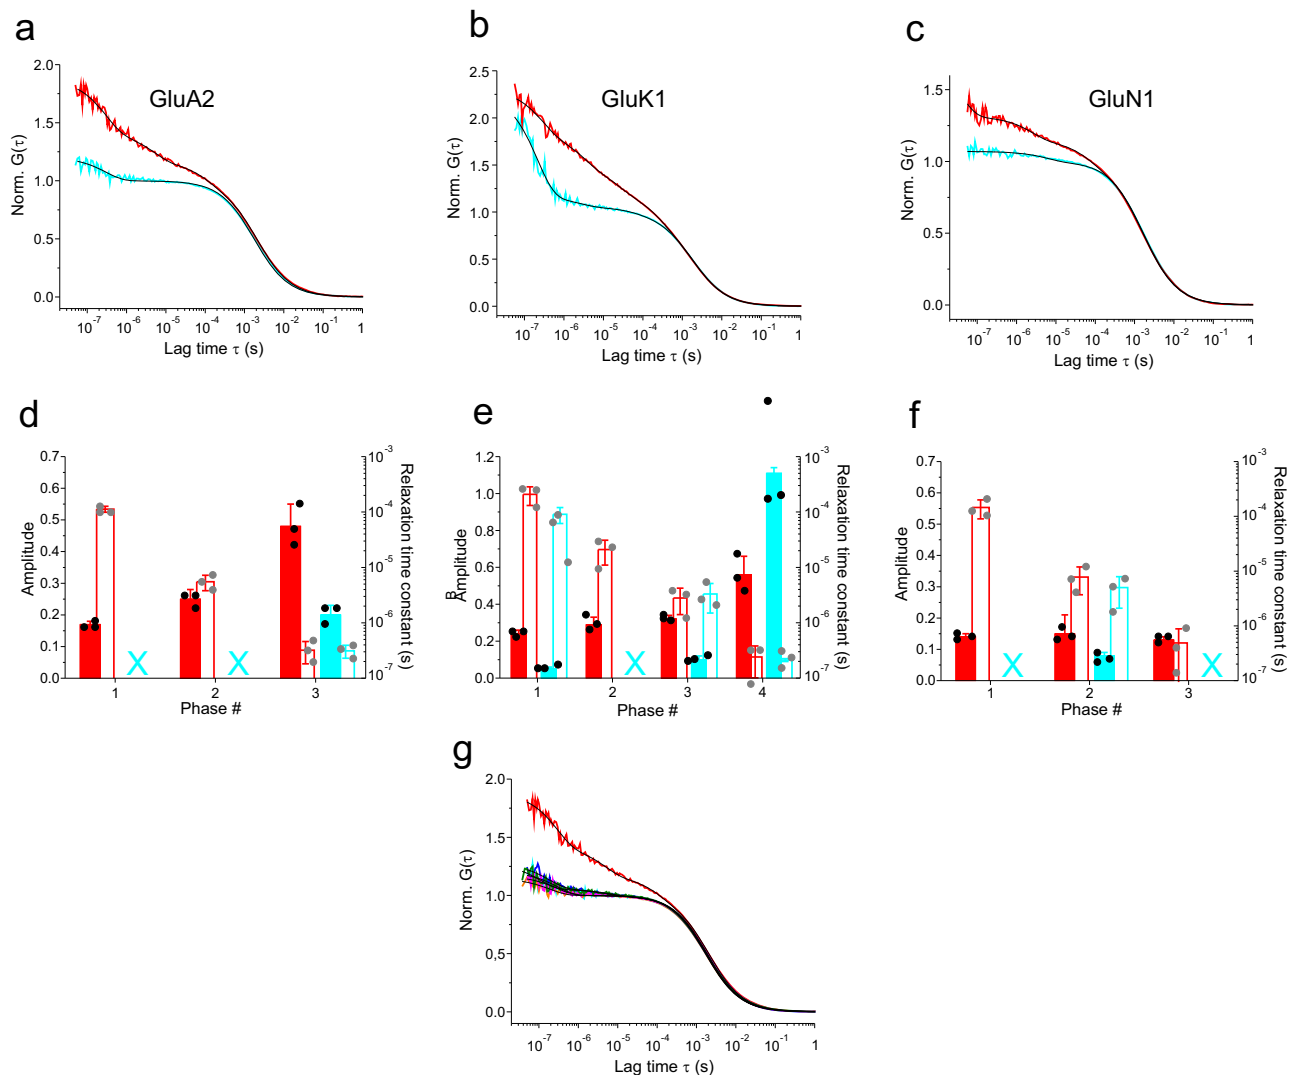 a
b
c
GluA2
GluK1
GluN1
2.0
1.5
1.0
0.5
0.0
Norm. G(τ)
10⁻⁷ 10⁻⁶ 10⁻⁵ 10⁻⁴ 10⁻³ 10⁻² 10⁻¹ 1
Lag time τ (s)
2.5
2.0
1.5
1.0
0.5
0.0
Norm. G(τ)
10⁻⁷ 10⁻⁶ 10⁻⁵ 10⁻⁴ 10⁻³ 10⁻² 10⁻¹ 1
Lag time τ (s)
1.5
1.0
0.5
0.0
Norm. G(τ)
10⁻⁷ 10⁻⁶ 10⁻⁵ 10⁻⁴ 10⁻³ 10⁻² 10⁻¹ 1
Lag time τ (s)
d
e
f
0.7
0.6
0.5
0.4
0.3
0.2
0.1
0.0
Amplitude
X X
1 2 3
Phase #
10⁻³
10⁻⁴
10⁻⁵
10⁻⁶
10⁻⁷
Relaxation time constant (s)
1.2
1.0
0.8
0.6
0.4
0.2
0.0
B
Amplitude
X
1 2 3 4
Phase #
10⁻³
10⁻⁴
10⁻⁵
10⁻⁶
10⁻⁷
Relaxation time constant (s)
0.7
0.6
0.5
0.4
0.3
0.2
0.1
0.0
Amplitude
X X
1 2 3
Phase #
10⁻³
10⁻⁴
10⁻⁵
10⁻⁶
10⁻⁷
Relaxation time constant (s)
g
2.0
1.5
1.0
0,5
0.0
Norm. G(τ)
10⁻⁷ 10⁻⁶ 10⁻⁵ 10⁻⁴ 10⁻³ 10⁻² 10⁻¹ 1
Lag time τ (s)